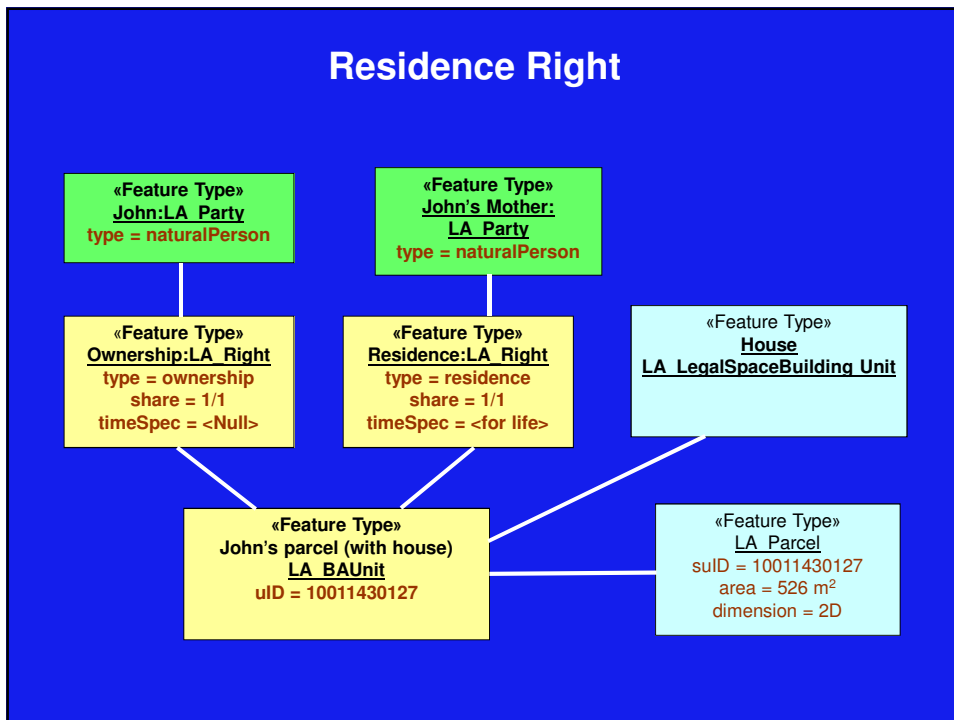 Residence Right
«Feature Type»
John:LA_Party
type = naturalPerson
«Feature Type»
John's Mother:
LA_Party
type = naturalPerson
«Feature Type»
Ownership:LA_Right
type = ownership
share = 1/1
timeSpec = <Null>
«Feature Type»
Residence:LA_Right
type = residence
share = 1/1
timeSpec = <for life>
«Feature Type»
House
LA_LegalSpaceBuilding Unit
«Feature Type»
John's parcel (with house)
LA_BAUnit
uID = 10011430127
«Feature Type»
LA_Parcel
suID = 10011430127
area = 526 m²
dimension = 2D